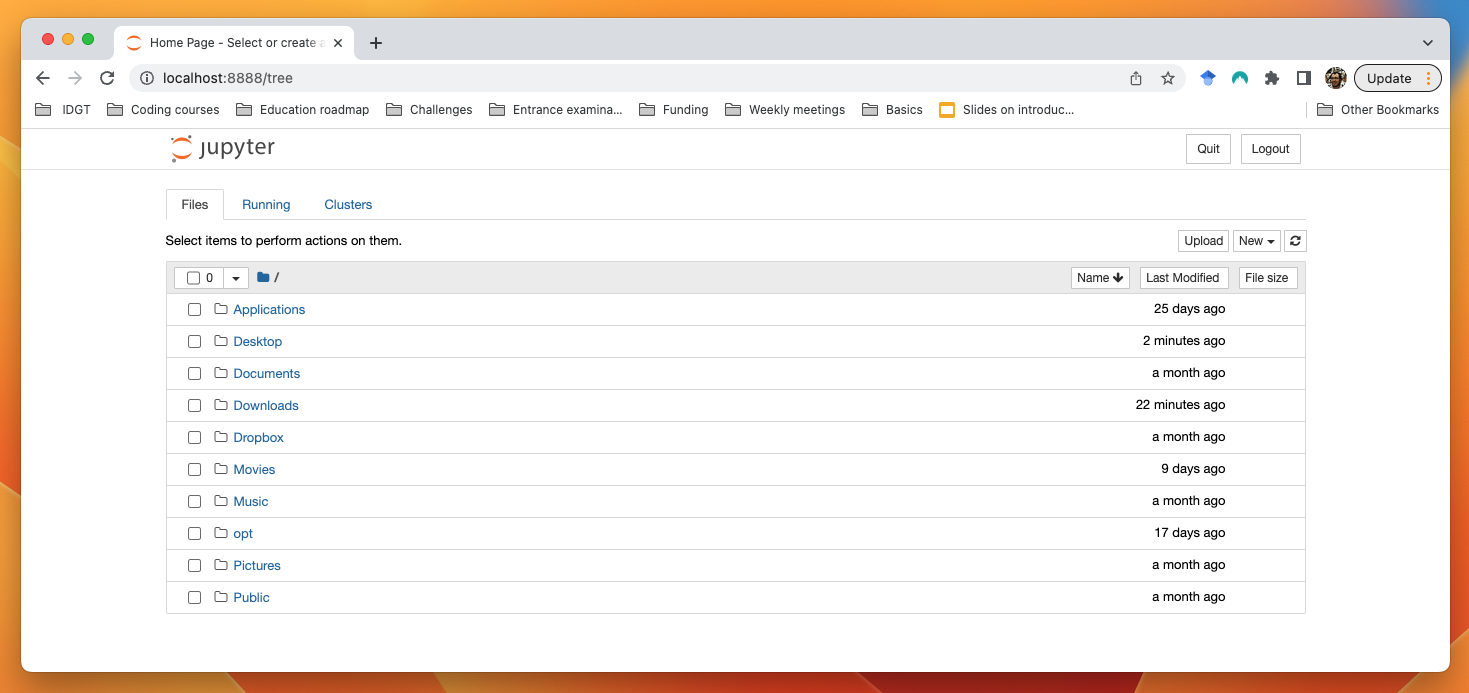 Home Page - Select or create a
localhost:8888/tree
Update
IDGT Coding courses Education roadmap Challenges Entrance examina... Funding Weekly meetings Basics Slides on introduc... Other Bookmarks
jupyter Quit Logout
Files Running Clusters
Select items to perform actions on them. Upload New
0 / Name Last Modified File size
Applications 25 days ago
Desktop 2 minutes ago
Documents a month ago
Downloads 22 minutes ago
Dropbox a month ago
Movies 9 days ago
Music a month ago
opt 17 days ago
Pictures a month ago
Public a month ago